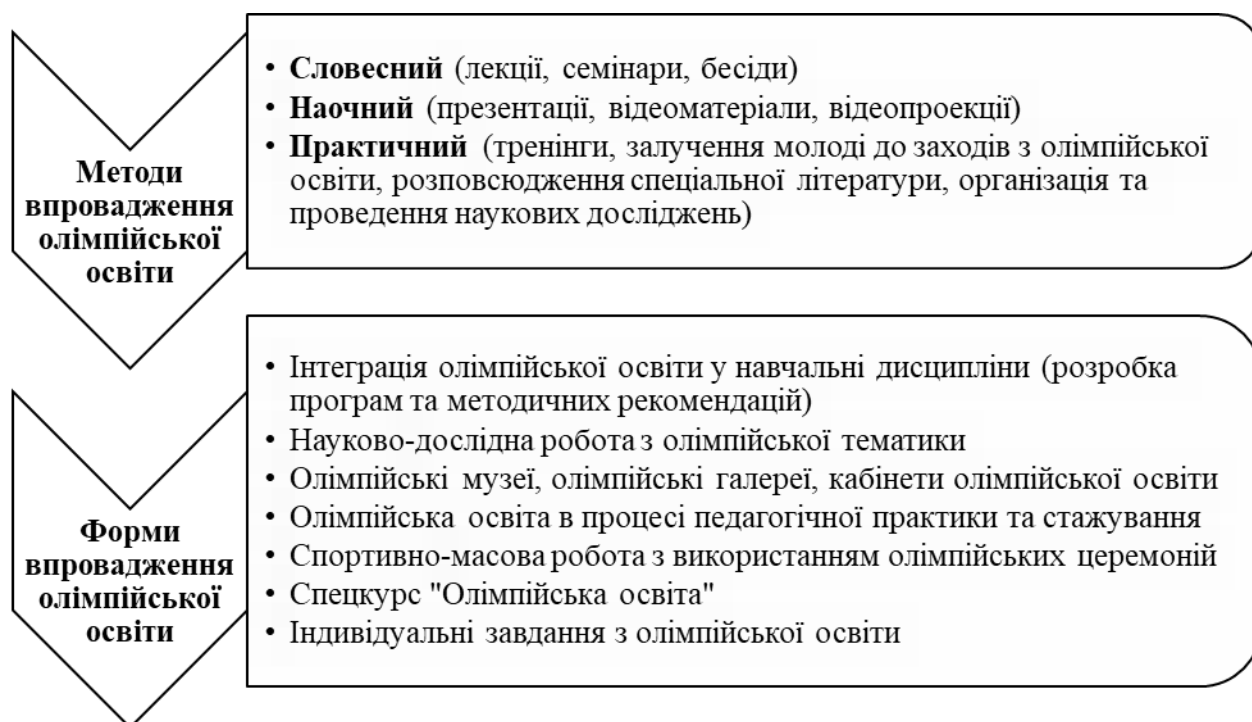 Методи
впровадження
олімпійської
освіти
• Словесний (лекції, семінари, бесіди)
• Наочний (презентації, відеоматеріали, відеопроекції)
• Практичний (тренінги, залучення молоді до заходів з олімпійської
освіти, розповсюдження спеціальної літератури, організація та
проведення наукових досліджень)
Форми
впровадження
олімпійської
освіти
• Інтеграція олімпійської освіти у навчальні дисципліни (розробка
програм та методичних рекомендацій)
• Науково-дослідна робота з олімпійської тематики
• Олімпійські музеї, олімпійські галереї, кабінети олімпійської освіти
• Олімпійська освіта в процесі педагогічної практики та стажування
• Спортивно-масова робота з використанням олімпійських церемоній
• Спецкурс "Олімпійська освіта"
• Індивідуальні завдання з олімпійської освіти